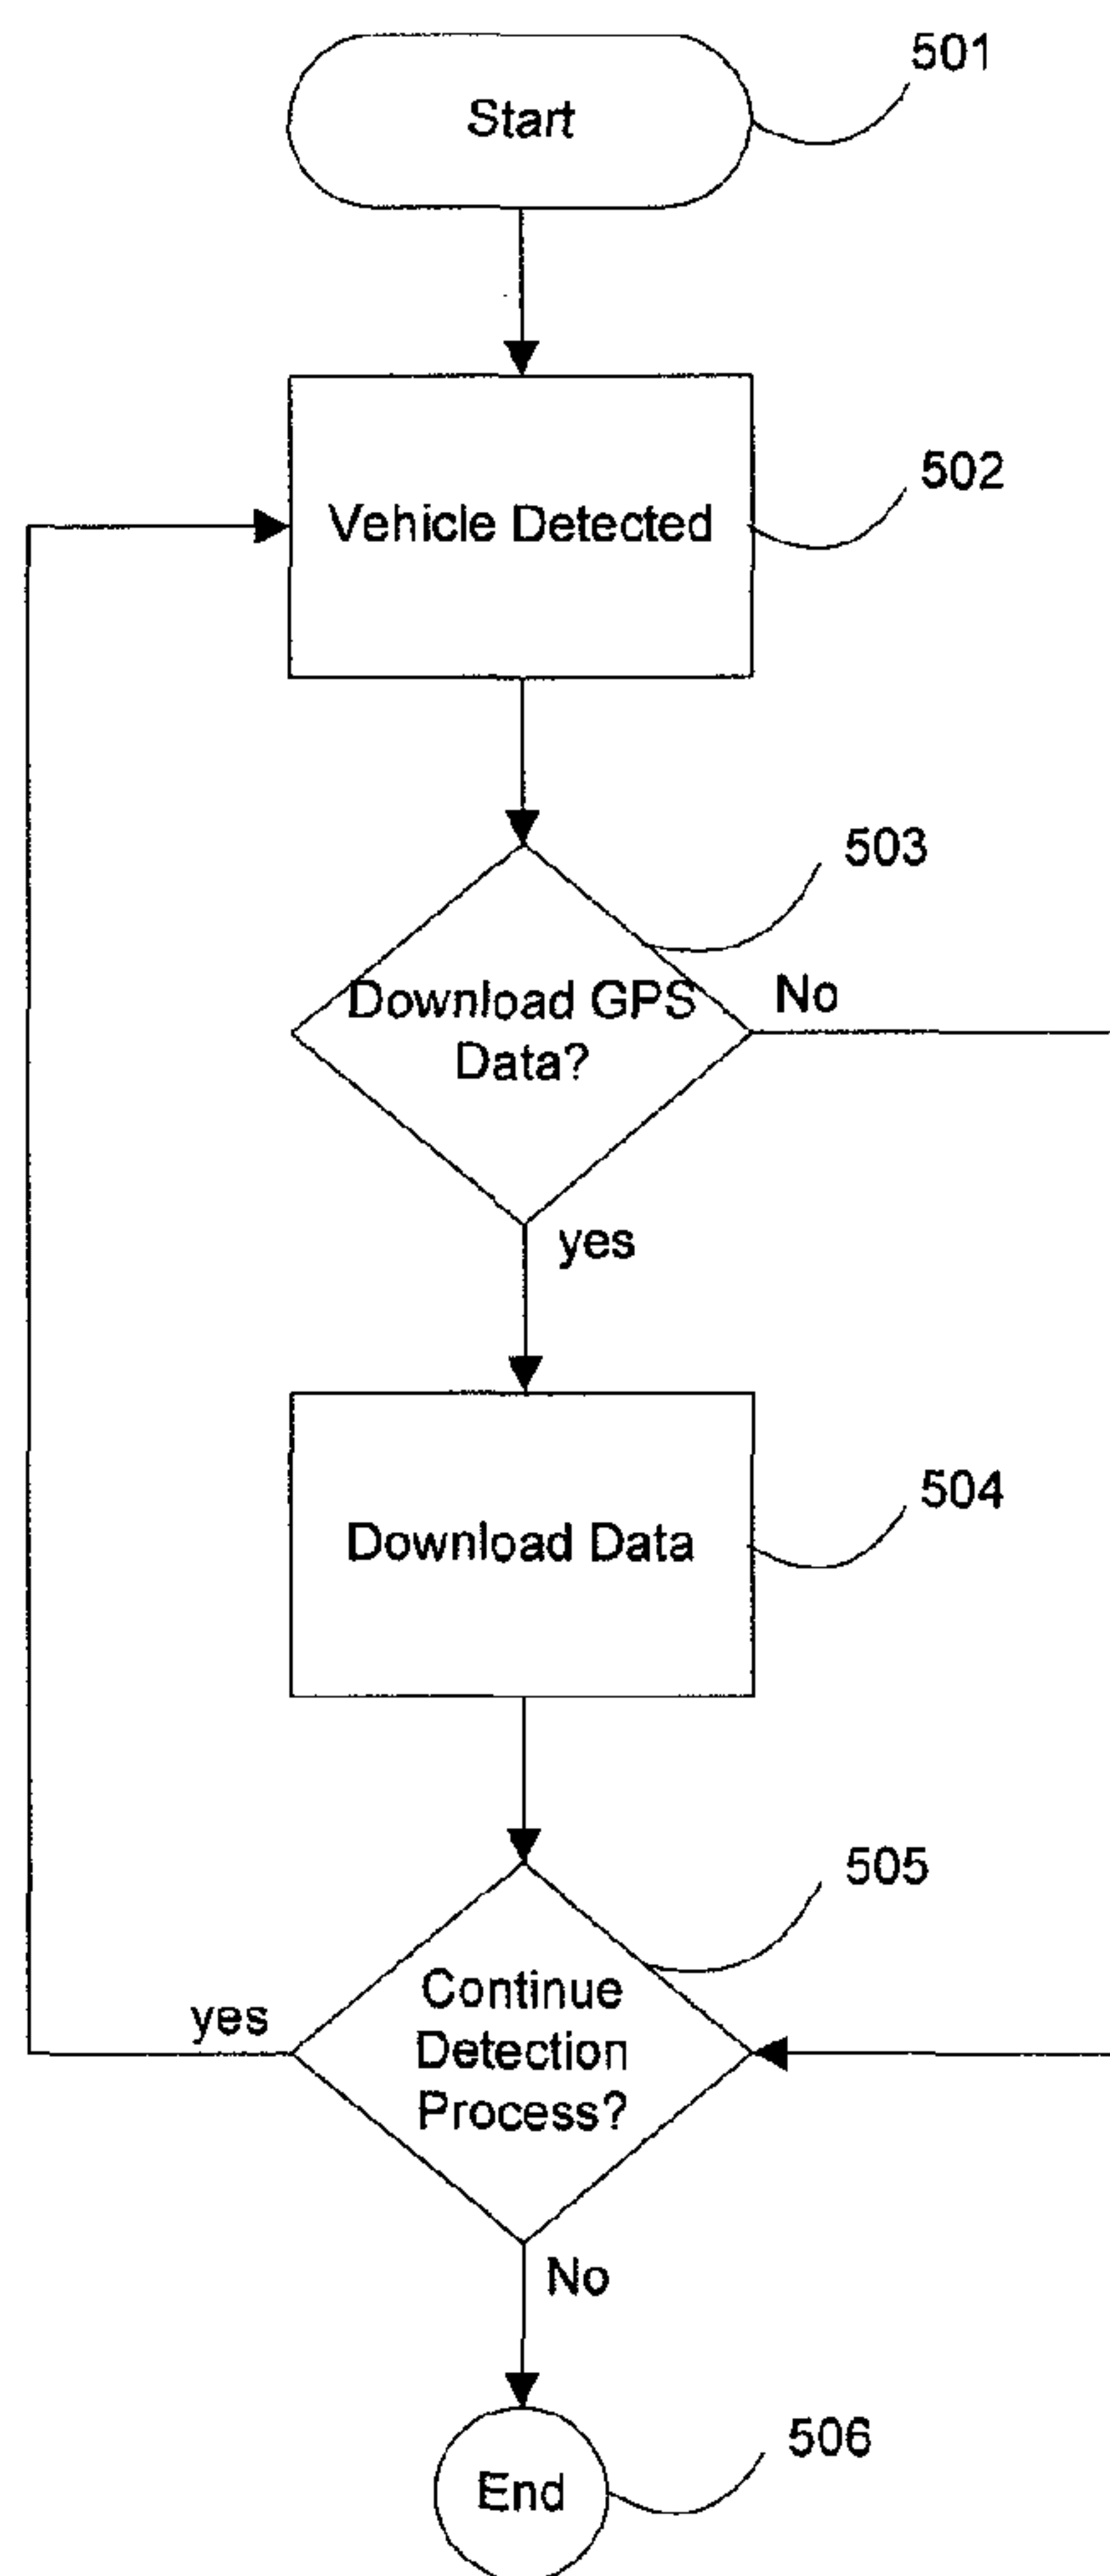 501
Start
502
Vehicle Detected
503
Download GPS
Data?
No
yes
504
Download Data
505
Continue
Detection
Process?
yes
No
506
End